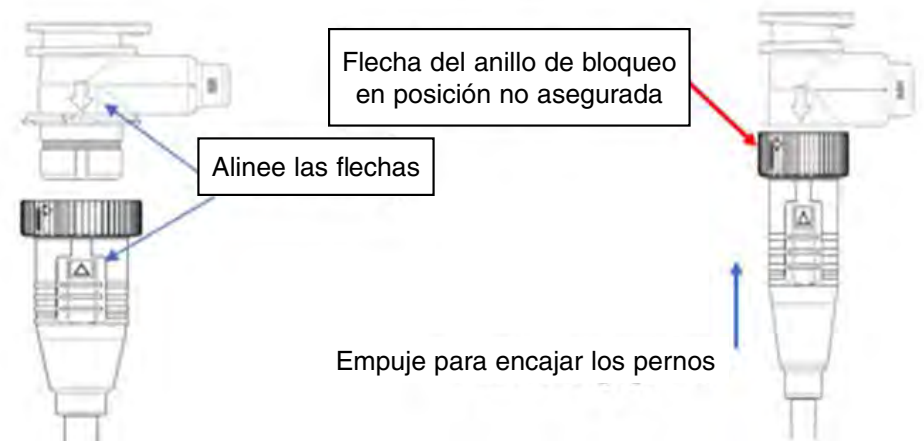 Flecha del anillo de bloqueo
en posición no asegurada
Alinee las flechas
Empuje para encajar los pernos